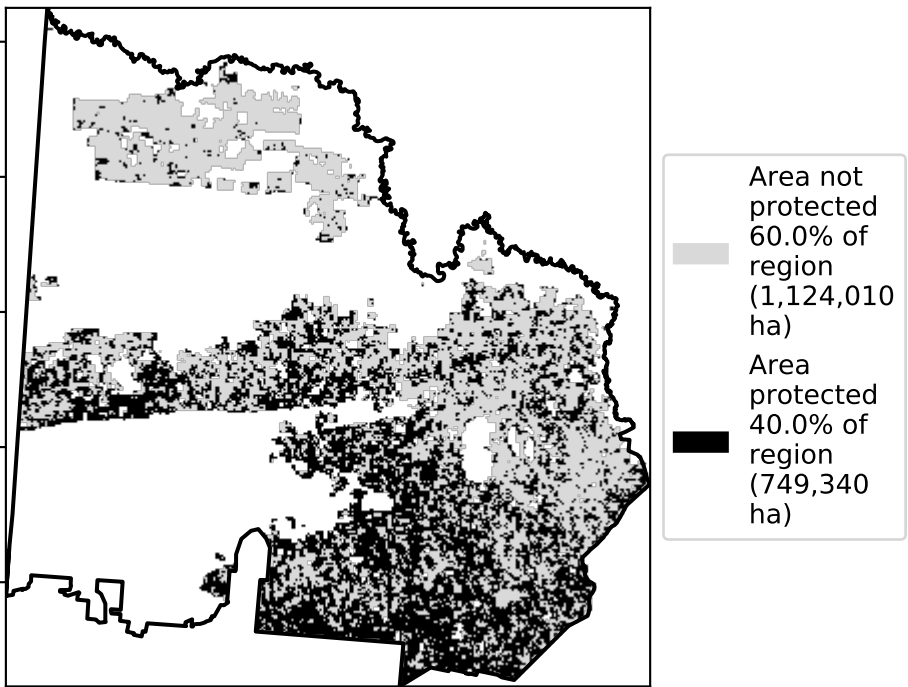 Area not
protected
60.0% of
region
(1,124,010
ha)
Area
protected
40.0% of
region
(749,340
ha)